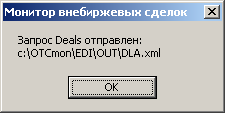 Монитор внебиржевых сделок
Запрос Deals отправлен:
c:\OTCmon\EDI\OUT\DLA.xml
OK